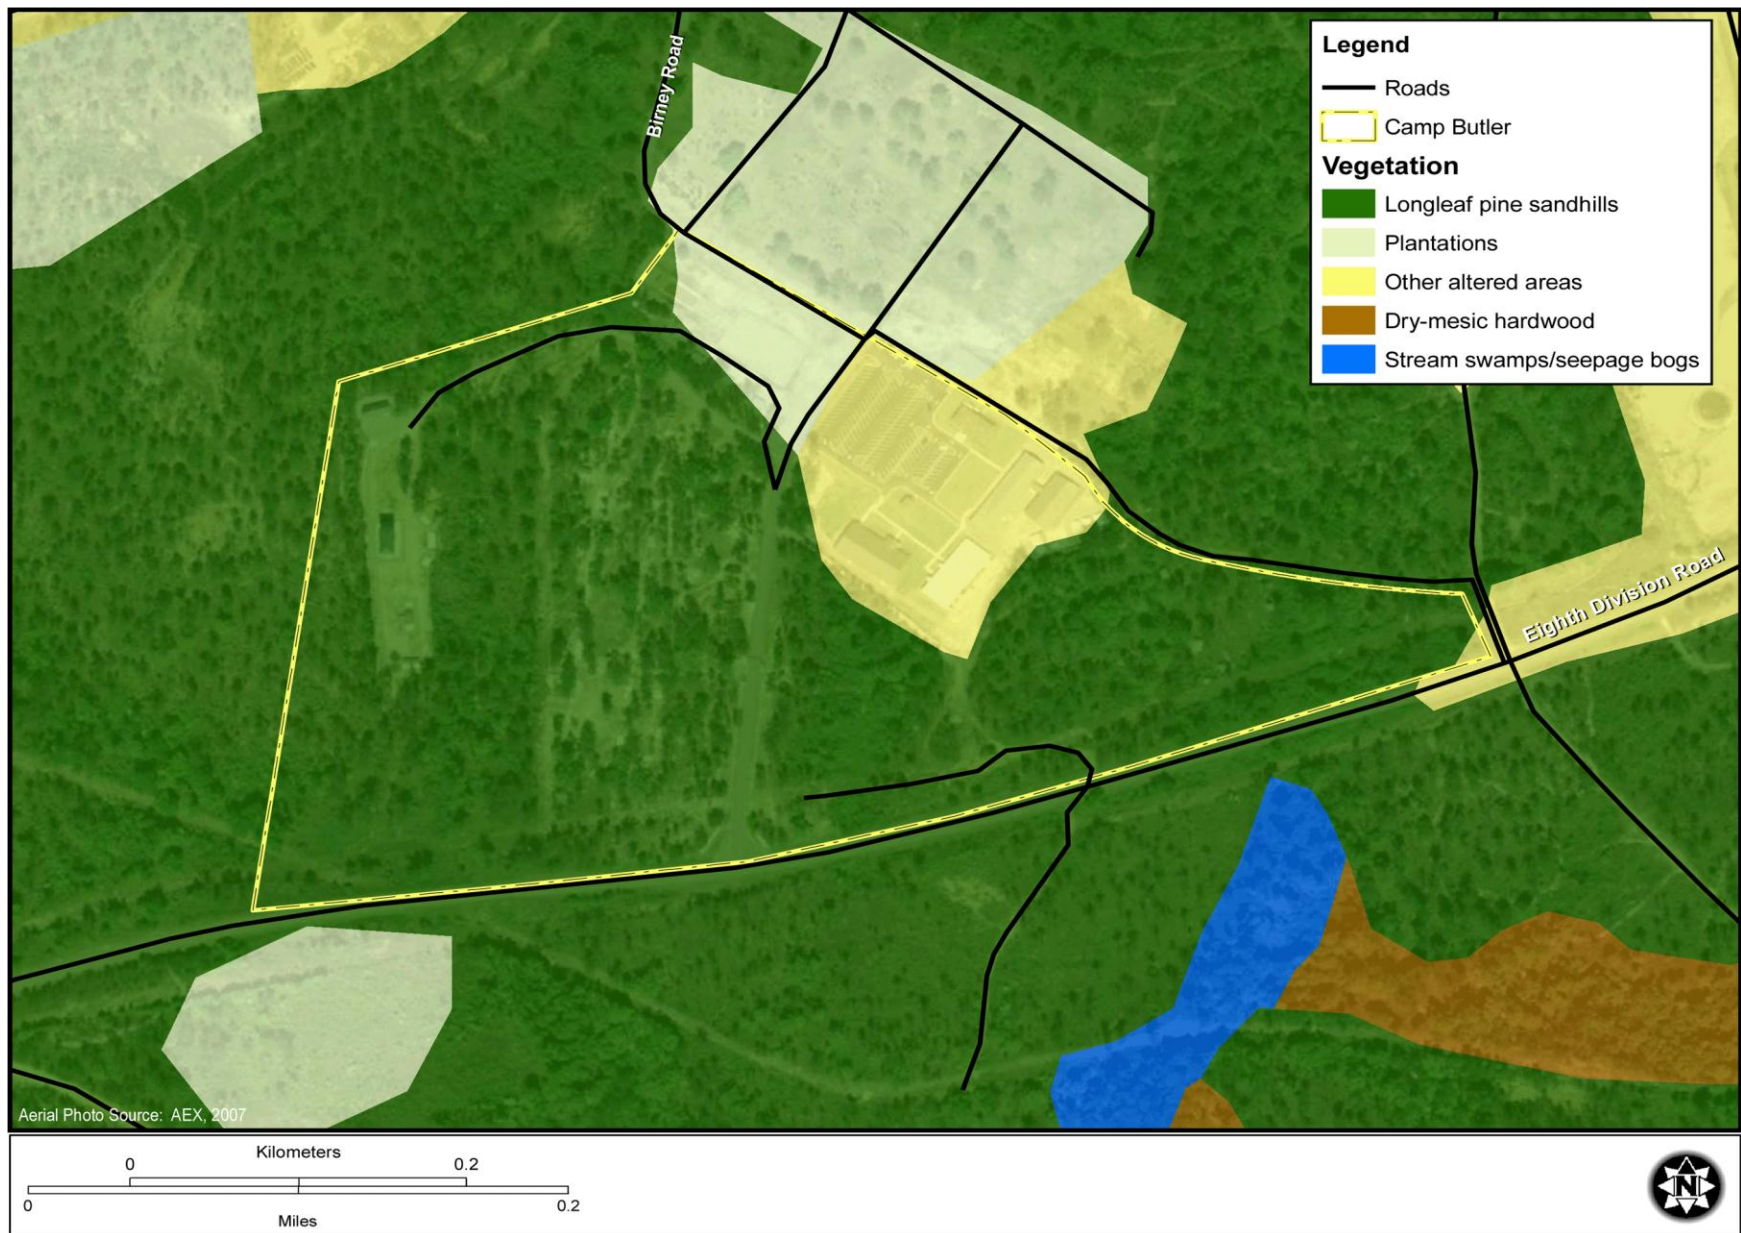 Birney Road
Legend
Roads
Camp Butler
Vegetation
Longleaf pine sandhills
Plantations
Other altered areas
Dry-mesic hardwood
Stream swamps/seepage bogs
Eighth Division Road
Aerial Photo Source: AEX, 2007
Kilometers
0 0.2
0 0.2
Miles
N